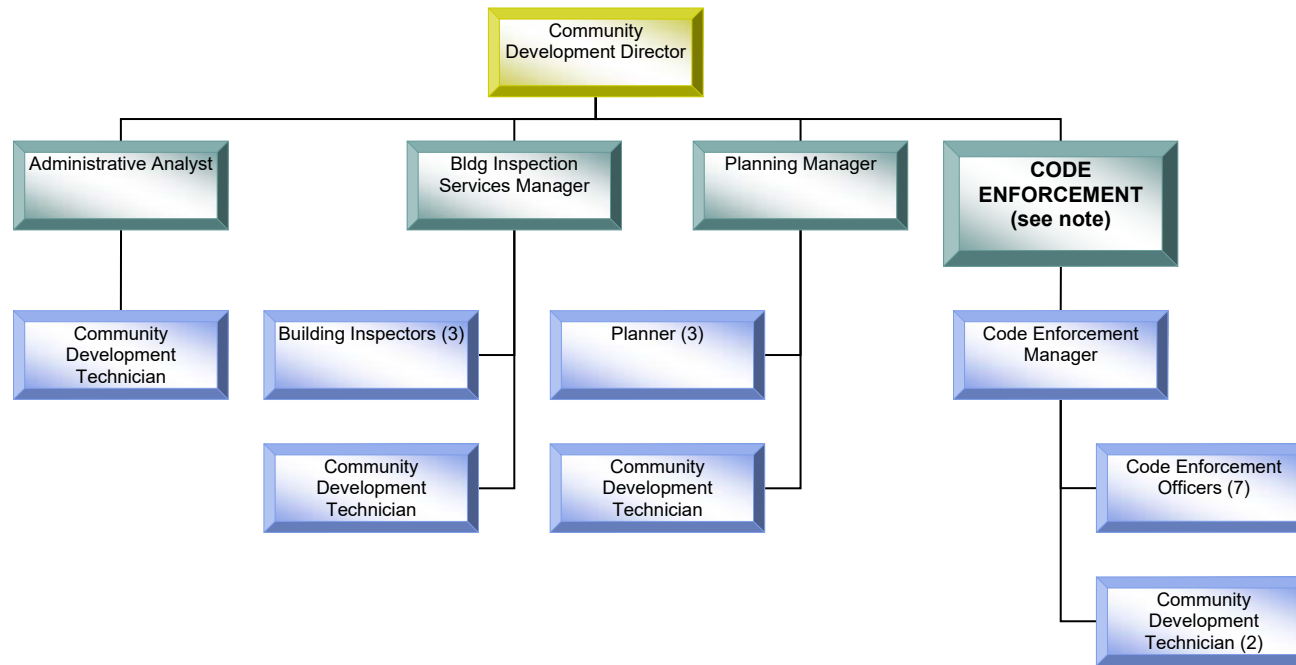 Community
Development Director
Administrative Analyst
Bldg Inspection
Services Manager
Planning Manager
CODE
ENFORCEMENT
(see note)
Community
Development
Technician
Building Inspectors (3)
Planner (3)
Code Enforcement
Manager
Community
Development
Technician
Community
Development
Technician
Code Enforcement
Officers (7)
Community
Development
Technician (2)